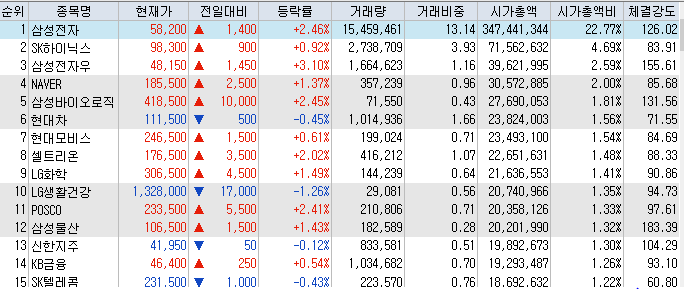 순위 종목명 현재가 전일대비 등락률 거래량 거래비중 시가총액 시가총액비 체결강도
1 삼성전자 58,200 ▲ 1,400 +2.46% 15,459,461 13.14 347,441,344 22.77% 126.02
2 SK하이닉스 98,300 ▲ 900 +0.92% 2,738,709 3.93 71,562,632 4.69% 83.91
3 삼성전자우 48,150 ▲ 1,450 +3.10% 1,664,623 1.16 39,621,995 2.59% 155.61
4 NAVER 185,500 ▲ 2,500 +1.37% 357,239 0.96 30,572,885 2.00% 85.68
5 삼성바이오로직 418,500 ▲ 10,000 +2.45% 71,550 0.43 27,690,053 1.81% 131.56
6 현대차 111,500 ▼ 500 -0.45% 1,014,936 1.66 23,824,003 1.56% 71.55
7 현대모비스 246,500 ▲ 1,500 +0.61% 199,024 0.71 23,493,100 1.54% 84.69
8 셀트리온 176,500 ▲ 3,500 +2.02% 416,212 1.07 22,651,631 1.48% 88.33
9 LG화학 306,500 ▲ 4,500 +1.49% 144,239 0.64 21,636,553 1.41% 90.86
10 LG생활건강 1,328,000 ▼ 17,000 -1.26% 29,081 0.56 20,740,966 1.35% 94.73
11 POSCO 233,500 ▲ 5,500 +2.41% 210,806 0.71 20,358,126 1.33% 97.61
12 삼성물산 106,500 ▲ 1,500 +1.43% 182,589 0.28 20,201,990 1.32% 183.39
13 신한지주 41,950 ▼ 50 -0.12% 833,581 0.51 19,892,673 1.30% 104.29
14 KB금융 46,400 ▲ 250 +0.54% 1,034,682 0.70 19,293,487 1.26% 93.10
15 SK텔레콤 231,500 ▼ 1,000 -0.43% 223,570 0.76 18,692,632 1.22% 60.80